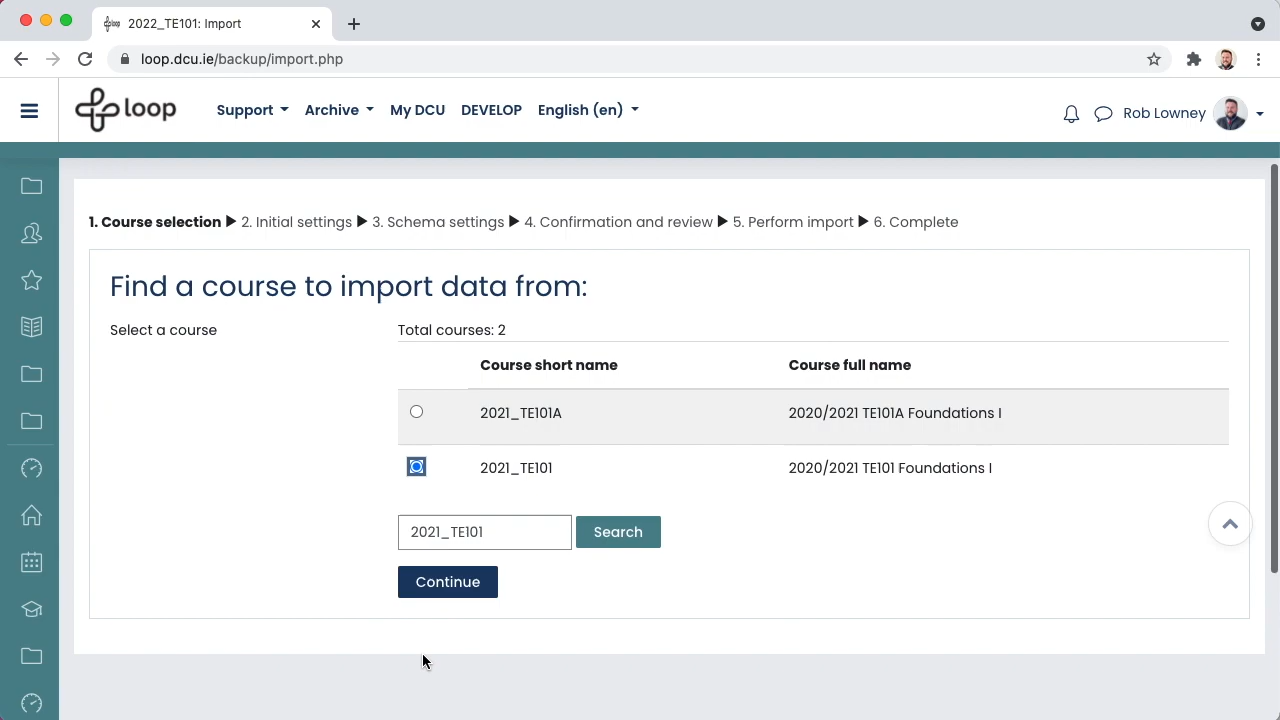 2022_TE101: Import
loop.dcu.ie/backup/import.php
loop Support Archive My DCU DEVELOP English (en) Rob Lowney
1. Course selection ▶ 2. Initial settings ▶ 3. Schema settings ▶ 4. Confirmation and review ▶ 5. Perform import ▶ 6. Complete
Find a course to import data from:
Select a course Total courses: 2
Course short name Course full name
2021_TE101A 2020/2021 TE101A Foundations I
2021_TE101 2020/2021 TE101 Foundations I
2021_TE101 Search
Continue